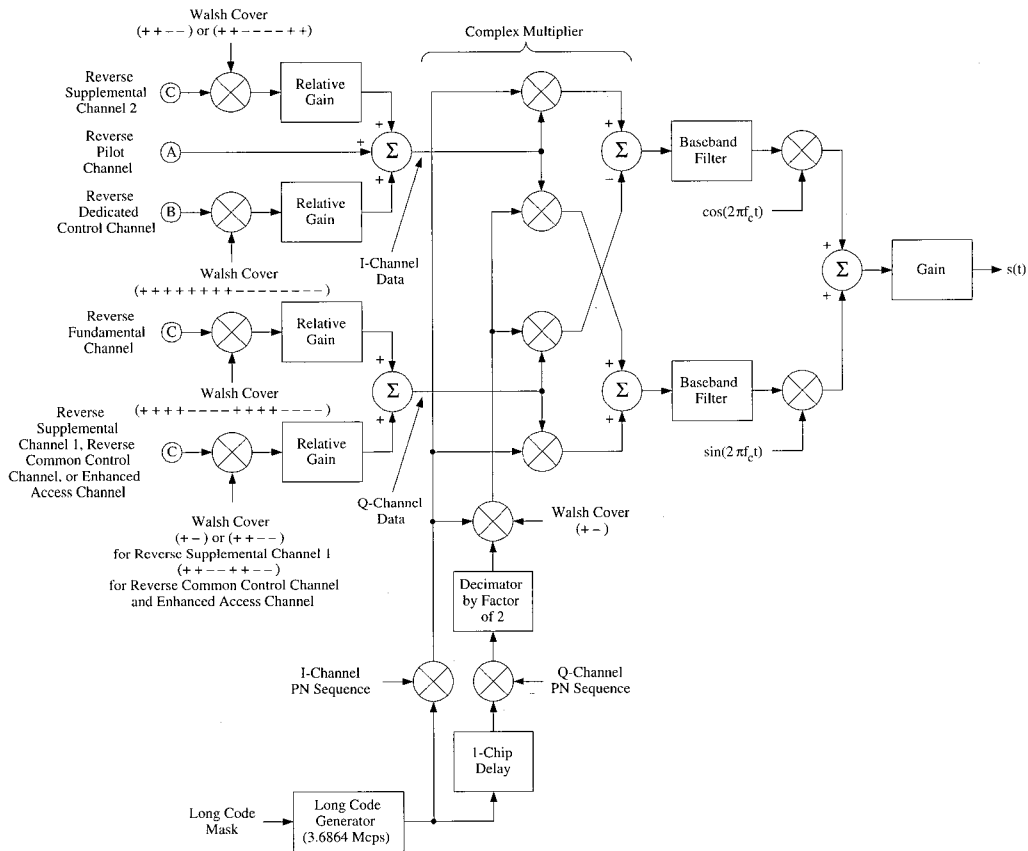 Walsh Cover
(++--) or (++----++)
Complex Multiplier
Reverse
Supplemental
Channel 2
C
Relative
Gain
+
+
+
Σ
Reverse
Pilot
Channel
A
Reverse
Dedicated
Control Channel
B
Relative
Gain
Walsh Cover
(++++++++--------)
I-Channel
Data
+
-
Σ
Baseband
Filter
cos(2πfct)
+
+
Σ
Gain
s(t)
Reverse
Fundamental
Channel
C
Relative
Gain
Walsh Cover
(++++----++++----)
+
+
Σ
+
+
Σ
Baseband
Filter
sin(2πfct)
Reverse
Supplemental
Channel 1, Reverse
Common Control
Channel, or Enhanced
Access Channel
C
Relative
Gain
Q-Channel
Data
Walsh Cover
(+-) or (++--)
for Reverse Supplemental Channel 1
(++--++--)
for Reverse Common Control Channel
and Enhanced Access Channel
Walsh Cover
(+-)
Decimator
by Factor
of 2
I-Channel
PN Sequence
Q-Channel
PN Sequence
1-Chip
Delay
Long Code
Mask
Long Code
Generator
(3.6864 Mcps)